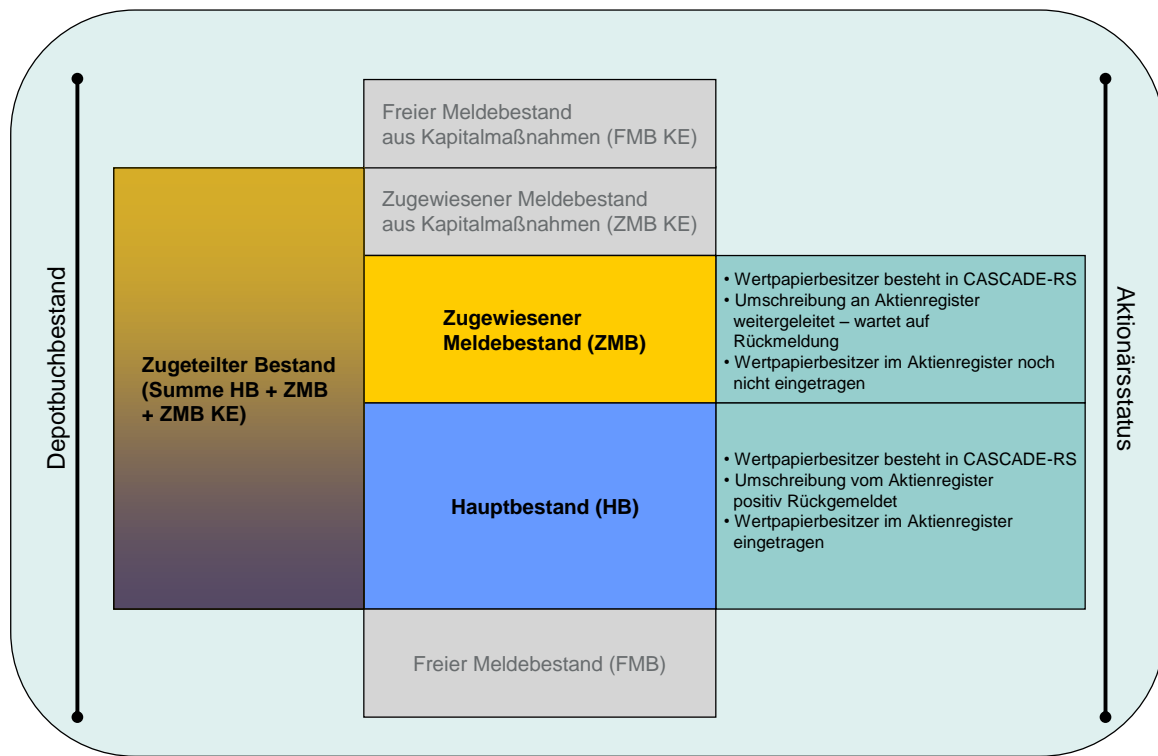 Depotbuchbestand
Freier Meldebestand
aus Kapitalmaßnahmen (FMB KE)
Zugewiesener Meldebestand
aus Kapitalmaßnahmen (ZMB KE)
Zugeteilter Bestand
(Summe HB + ZMB
+ ZMB KE)
Zugewiesener
Meldebestand (ZMB)
• Wertpapierbesitzer besteht in CASCADE-RS
• Umschreibung an Aktienregister
weitergeleitet – wartet auf
Rückmeldung
• Wertpapierbesitzer im Aktienregister noch
nicht eingetragen
Hauptbestand (HB)
• Wertpapierbesitzer besteht in CASCADE-RS
• Umschreibung vom Aktienregister
positiv Rückgemeldet
• Wertpapierbesitzer im Aktienregister
eingetragen
Freier Meldebestand (FMB)
Aktionärsstatus